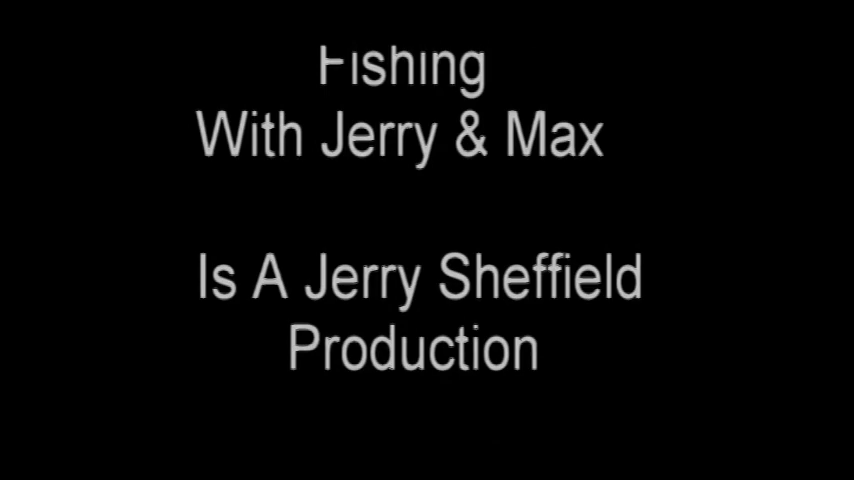 Fishing
With Jerry & Max
Is A Jerry Sheffield
Production